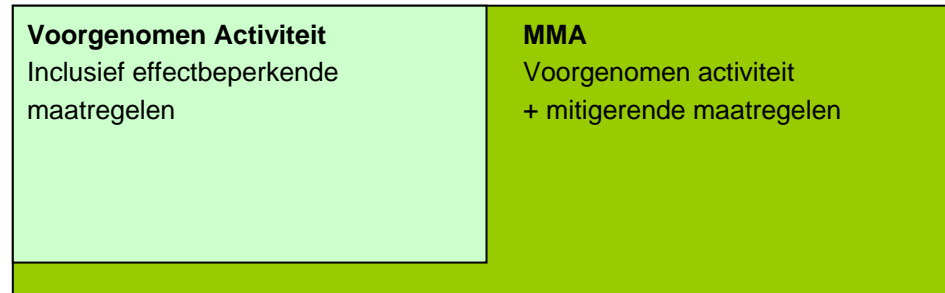 Voorgenomen Activiteit
Inclusief effectbeperkende
maatregelen
MMA
Voorgenomen activiteit
+ mitigerende maatregelen